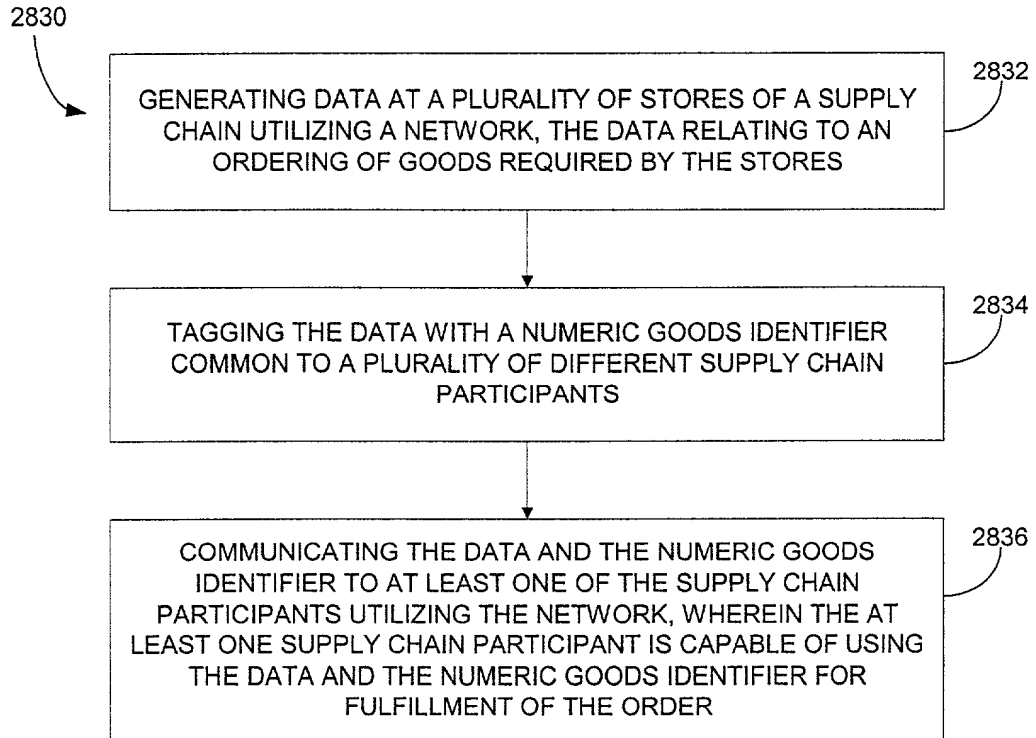 2830
2832
GENERATING DATA AT A PLURALITY OF STORES OF A SUPPLY
CHAIN UTILIZING A NETWORK, THE DATA RELATING TO AN
ORDERING OF GOODS REQUIRED BY THE STORES
2834
TAGGING THE DATA WITH A NUMERIC GOODS IDENTIFIER
COMMON TO A PLURALITY OF DIFFERENT SUPPLY CHAIN
PARTICIPANTS
2836
COMMUNICATING THE DATA AND THE NUMERIC GOODS
IDENTIFIER TO AT LEAST ONE OF THE SUPPLY CHAIN
PARTICIPANTS UTILIZING THE NETWORK, WHEREIN THE AT
LEAST ONE SUPPLY CHAIN PARTICIPANT IS CAPABLE OF USING
THE DATA AND THE NUMERIC GOODS IDENTIFIER FOR
FULFILLMENT OF THE ORDER